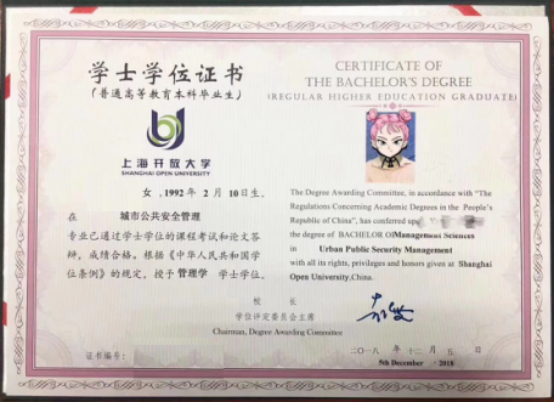 学士学位证书
(普通高等教育本科毕业生)
上海开放大学
SHANGHAI OPEN UNIVERSITY
女, 1992年 2 月 10日生。
在 城市公共安全管理
专业已通过学士学位的课程考试和论文答
辩,成绩合格。根据《中华人民共和国学
位条例》的规定,授予 管理学 学士学位。
校 长
学位评定委员会主席
Chairman, Degree Awarding Committee
证书编号:
CERTIFICATE OF
THE BACHELOR'S DEGREE
(REGULAR HIGHER EDUCATION GRADUATE)
The Degree Awarding Committee, in accordance with "The
Regulations Concerning Academic Degrees in the People's
Republic of China", has conferred up
the degree of BACHELOR OF Management Sciences
in Urban Public Security Management
with all its rights, privileges and honors given at Shanghai
Open University,China.
二〇一八 年 十二 月 五 日
5th December 2018